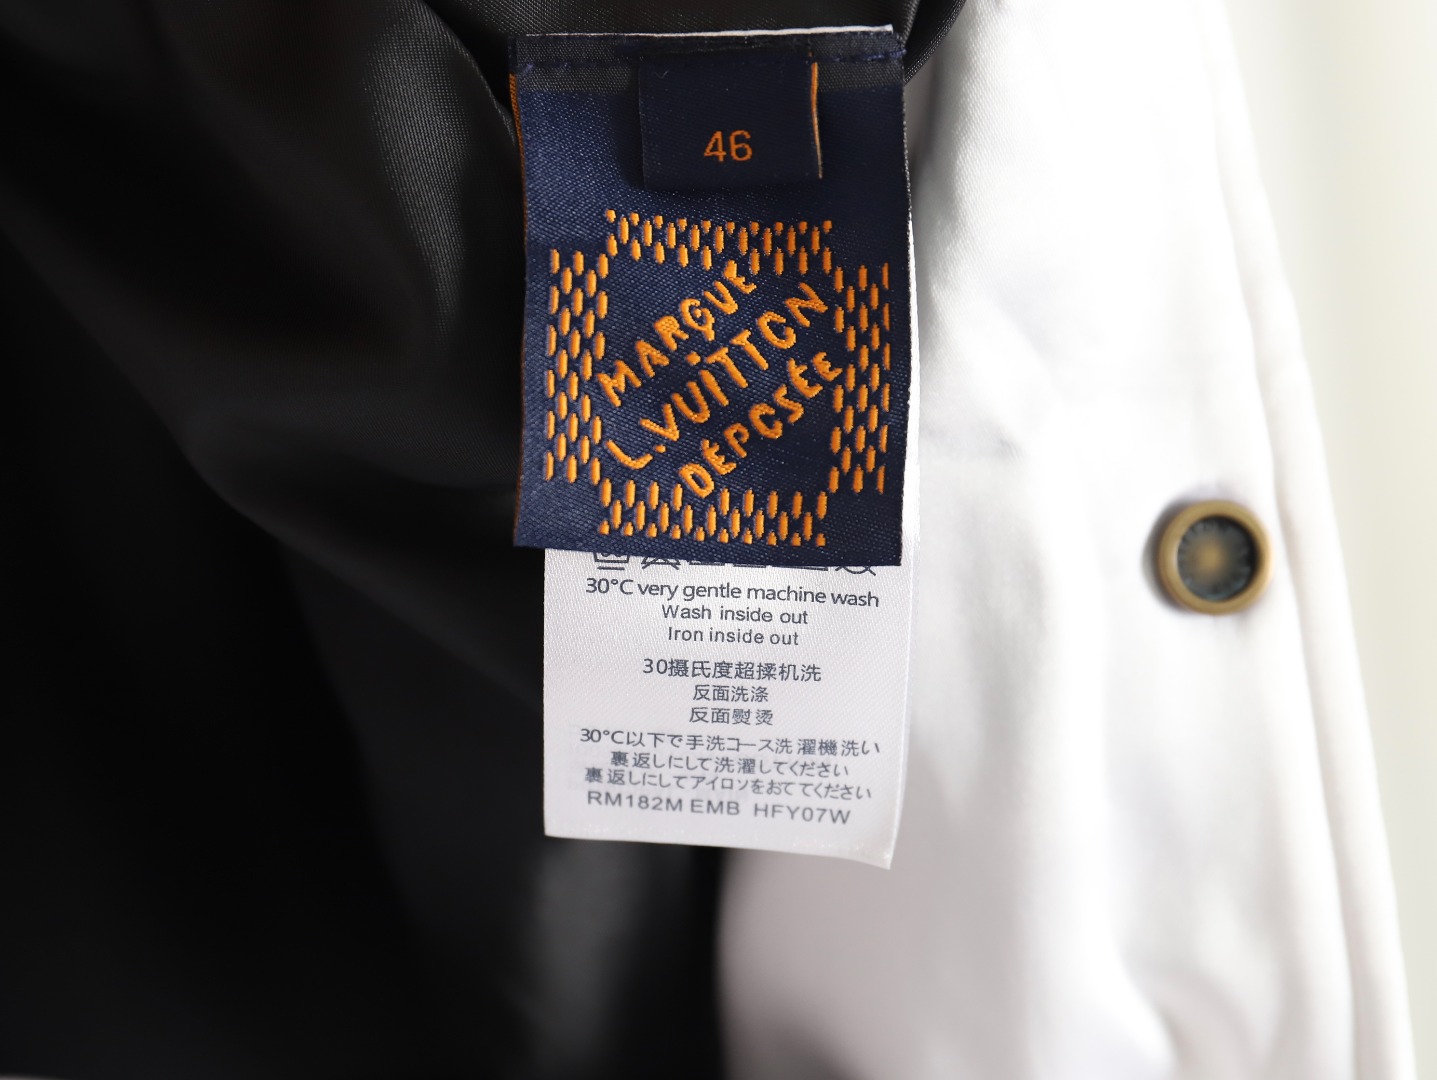 46
MARQUE
L.VUITTON
DÉPOSÉE
30°C very gentle machine wash
Wash inside out
Iron inside out
30摄氏度超揉机洗
反面洗涤
反面熨烫
30°C以下で手洗コース洗濯機洗い
裏返しにして洗濯してください
裏返しにしてアイロンをおててください
RM182M EMB HFY07W